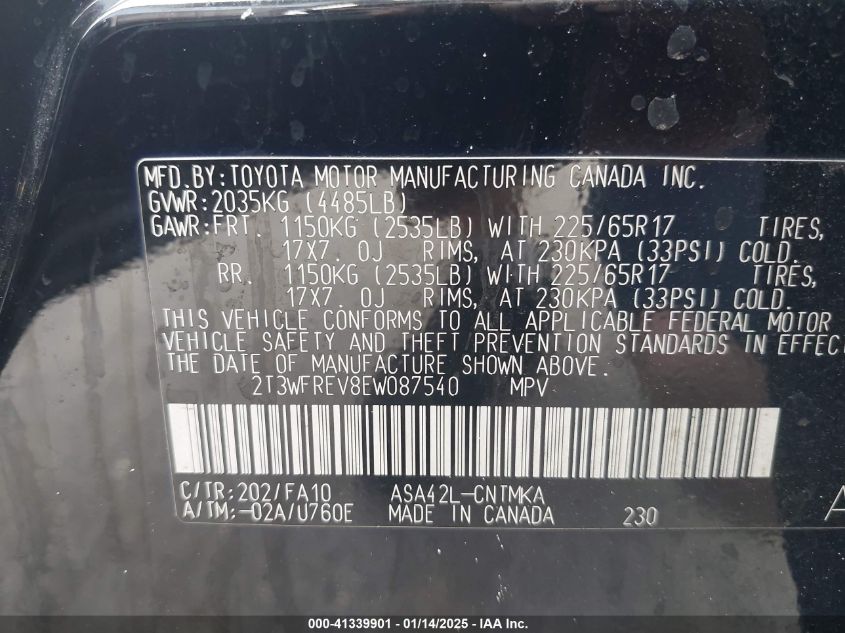 MFD.BY:TOYOTA MOTOR MANUFACTURING CANADA INC.
GVWR:2035KG (4485LB)
GAWR:FRT. 1150KG (2535LB) WITH 225/65R17 TIRES,
17X7.0J RIMS, AT 230KPA (33PSI) COLD.
RR. 1150KG (2535LB) WITH 225/65R17 TIRES,
17X7.0J RIMS, AT 230KPA (33PSI) COLD.
THIS VEHICLE CONFORMS TO ALL APPLICABLE FEDERAL MOTOR
VEHICLE SAFETY AND THEFT PREVENTION STANDARDS IN EFFECT
THE DATE OF MANUFACTURE SHOWN ABOVE.
2T3WFREV8EW087540 MPV
C/TR:202/FA10 ASA42L-CNTMKA
A/TM:-02A/U760E MADE IN CANADA 230
A
000-41339901 - 01/14/2025 - IAA Inc.